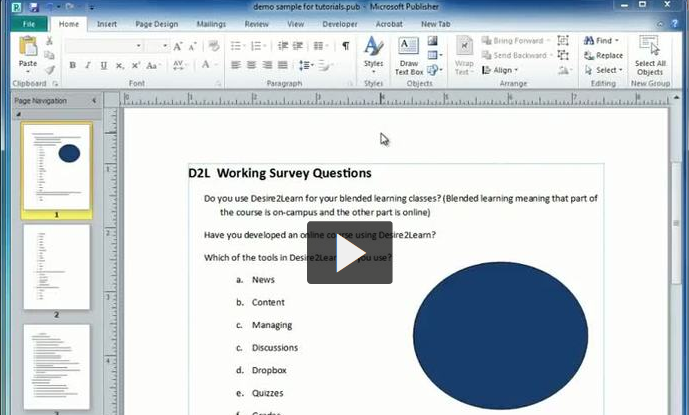 demo sample for tutorials.pub - Microsoft Publisher
File Home Insert Page Design Mailings Review View Developer Acrobat New Tab
Paste
B I U
Styles
Draw Text Box
Wrap Text
Bring Forward
Send Backward
Align
Find
Replace
Select
Select All Objects
Clipboard Font Paragraph Styles Objects Arrange Editing New Group
Page Navigation
1
2
D2L Working Survey Questions
Do you use Desire2Learn for your blended learning classes? (Blended learning meaning that part of
the course is on-campus and the other part is online)
Have you developed an online course using Desire2Learn?
Which of the tools in Desire2Learn you use?
a. News
b. Content
c. Managing
c. Discussions
d. Dropbox
e. Quizzes